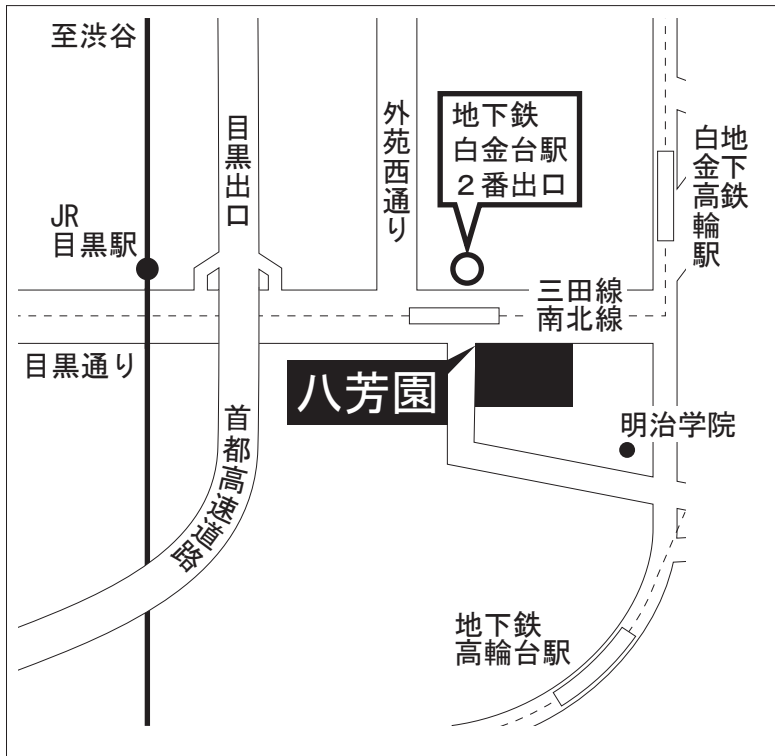 至渋谷
目黒出口
外苑西通り
地下鉄
白金台駅
２番出口
地下鉄
白金高輪駅
JR
目黒駅
三田線
南北線
目黒通り
八芳園
首都高速道路
明治学院
地下鉄
高輪台駅